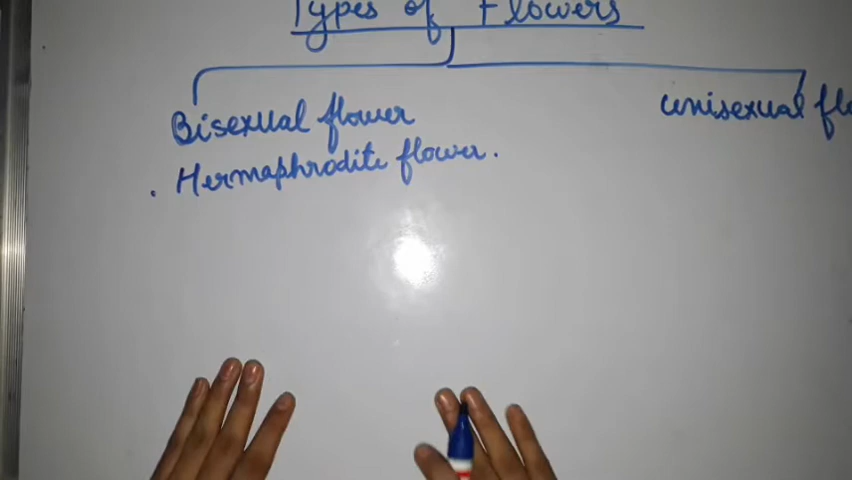 Types of Flowers
Bisexual flower
unisexual
. Hermaphrodite flower.